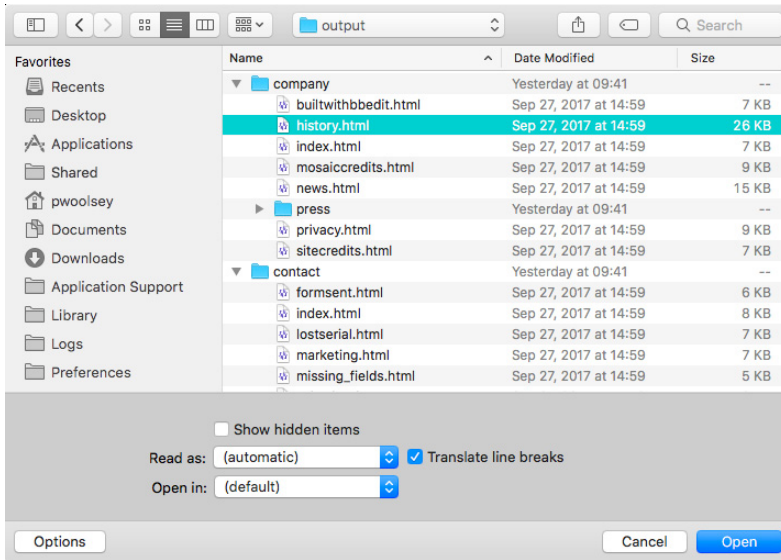 output
Search
Favorites
Recents
Desktop
Applications
Shared
pwoolsey
Documents
Downloads
Application Support
Library
Logs
Preferences
Name Date Modified Size
company Yesterday at 09:41 --
builtwithbbedit.html Sep 27, 2017 at 14:59 7 KB
history.html Sep 27, 2017 at 14:59 26 KB
index.html Sep 27, 2017 at 14:59 7 KB
mosaiccredits.html Sep 27, 2017 at 14:59 9 KB
news.html Sep 27, 2017 at 14:59 15 KB
press Yesterday at 09:41 --
privacy.html Sep 27, 2017 at 14:59 9 KB
sitecredits.html Sep 27, 2017 at 14:59 7 KB
contact Yesterday at 09:41 --
formsent.html Sep 27, 2017 at 14:59 6 KB
index.html Sep 27, 2017 at 14:59 8 KB
lostserial.html Sep 27, 2017 at 14:59 7 KB
marketing.html Sep 27, 2017 at 14:59 7 KB
missing_fields.html Sep 27, 2017 at 14:59 5 KB
Show hidden items
Read as: (automatic) Translate line breaks
Open in: (default)
Options Cancel Open